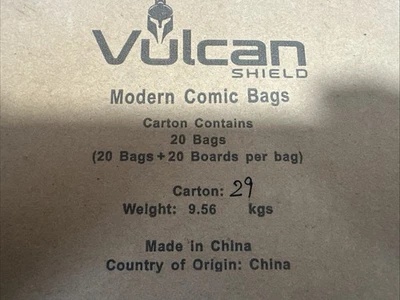 Vulcan
SHIELD
Modern Comic Bags
Carton Contains
20 Bags
(20 Bags + 20 Boards per bag)
Carton: 29
Weight: 9.56 kgs
Made in China
Country of Origin: China